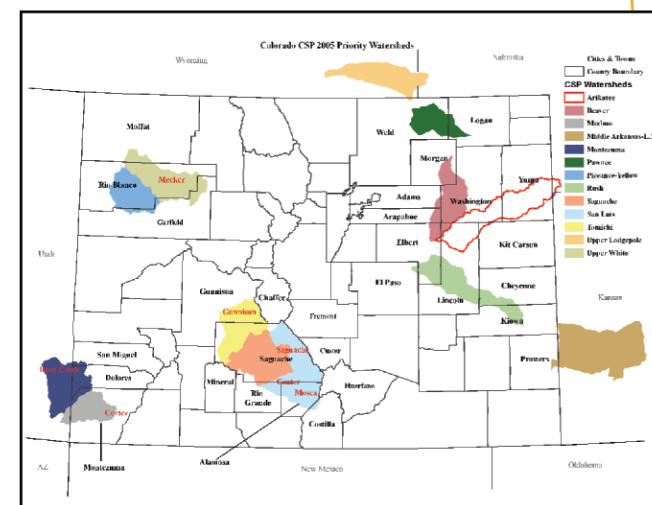 Colorado CSP 2005 Priority Watersheds
Wyoming
Nebraska
Cities & Towns
County Boundary
CSP Watersheds
Arikaree
Beaver
Middle Arkansas-L.
Montezuma
Pawnee
Piceance-Yellow
Rush
Saguache
San Luis
Tomichi
Upper Lodgepole
Upper White
Moffat
Weld
Logan
Morgan
Rio Blanco
Meeker
Yuma
Adams
Washington
Arapahoe
Garfield
Elbert
Kit Carson
Utah
El Paso
Lincoln
Cheyenne
Kansas
Gunnison
Chaffee
Gunnison
Fremont
Kiowa
San Miguel
Saguache
Saguache
Custer
Prowers
Dolores
Mineral
Center
Huerfano
Rio
Grande
Mosca
Cortez
Costilla
AZ
Montezuma
Alamosa
New Mexico
Oklahoma